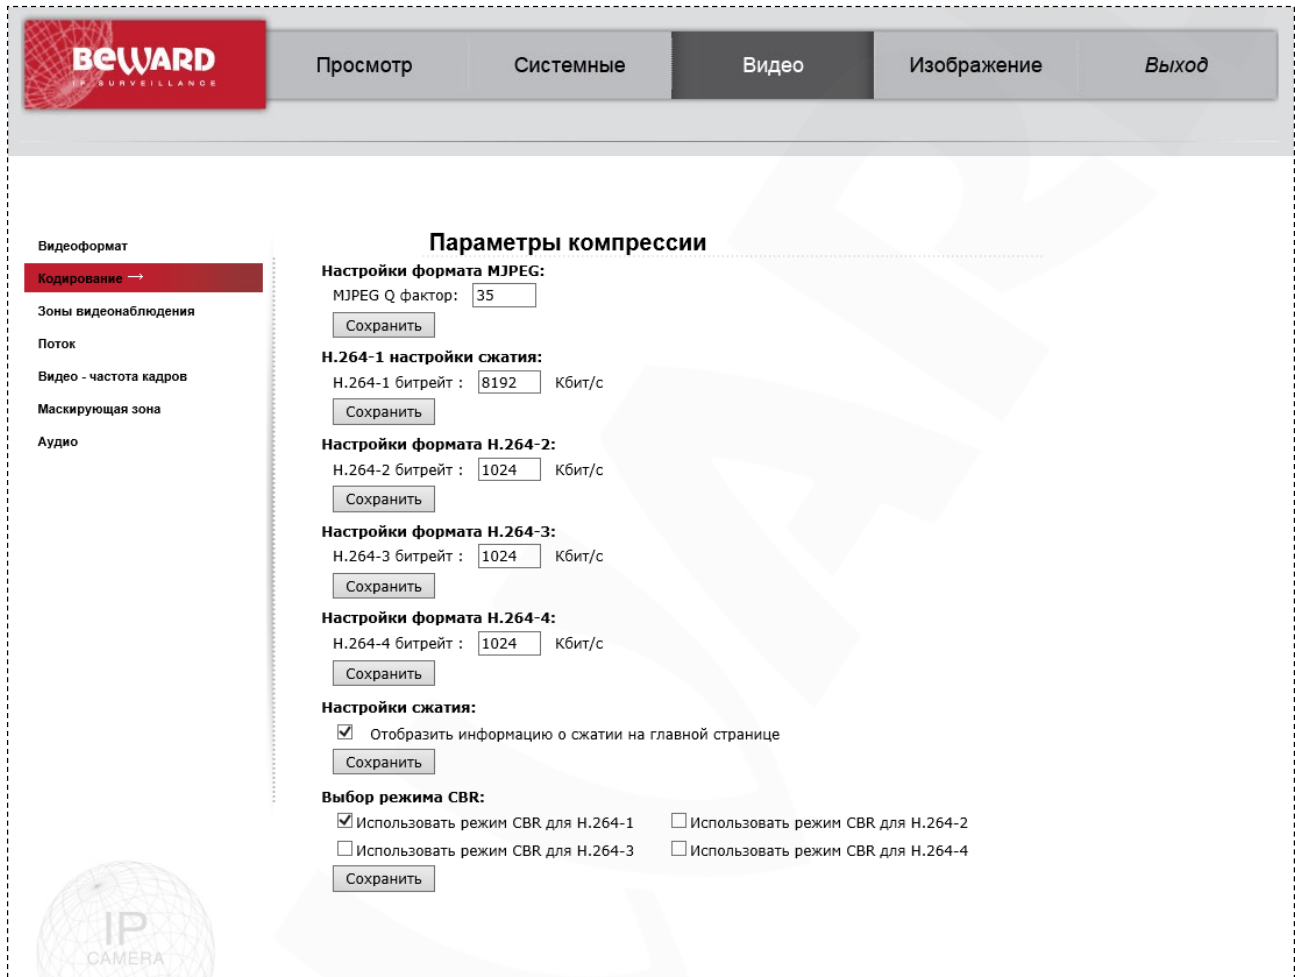 BEWARD
IP SURVEILLANCE
Просмотр Системные Видео Изображение Выход
Видеоформат
Кодирование →
Зоны видеонаблюдения
Поток
Видео - частота кадров
Маскирующая зона
Аудио
Параметры компрессии
Настройки формата MJPEG:
MJPEG Q фактор: 35
Сохранить
H.264-1 настройки сжатия:
H.264-1 битрейт : 8192 Кбит/с
Сохранить
Настройки формата H.264-2:
H.264-2 битрейт : 1024 Кбит/с
Сохранить
Настройки формата H.264-3:
H.264-3 битрейт : 1024 Кбит/с
Сохранить
Настройки формата H.264-4:
H.264-4 битрейт : 1024 Кбит/с
Сохранить
Настройки сжатия:
Отобразить информацию о сжатии на главной странице
Сохранить
Выбор режима CBR:
Использовать режим CBR для H.264-1 Использовать режим CBR для H.264-2
Использовать режим CBR для H.264-3 Использовать режим CBR для H.264-4
Сохранить
IP
CAMERA